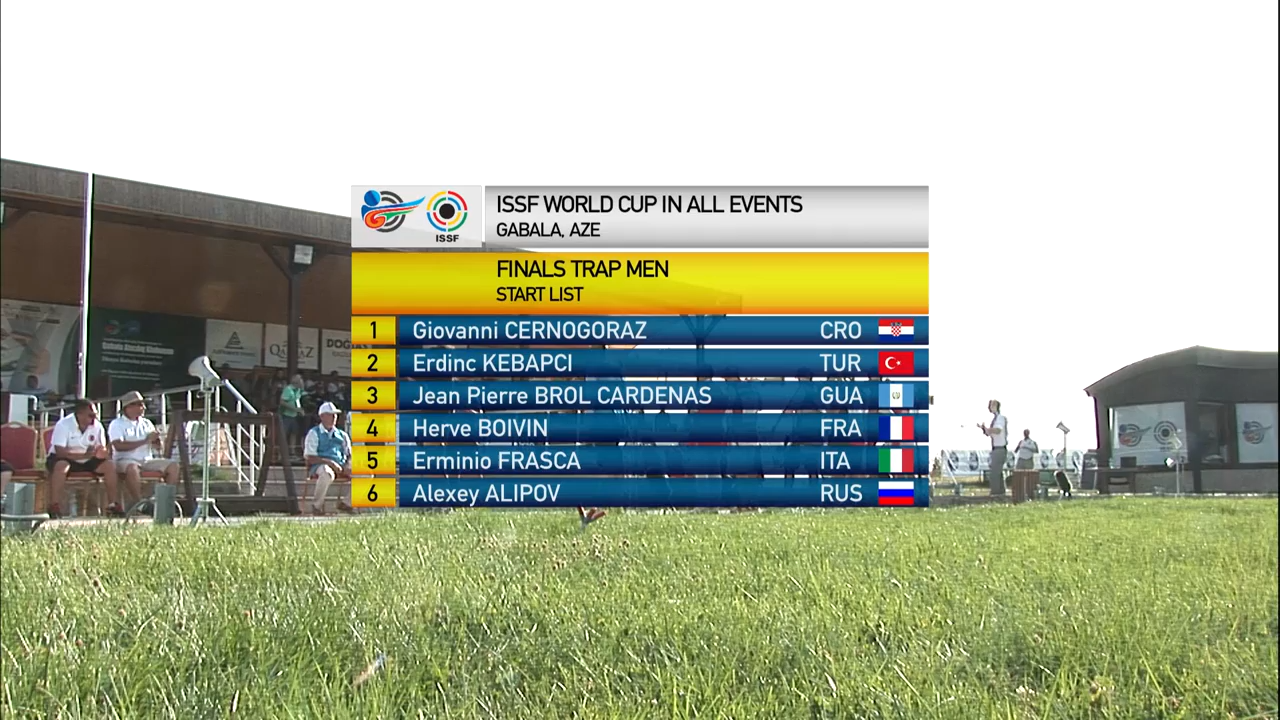 ISSF
ISSF WORLD CUP IN ALL EVENTS
GABALA, AZE
FINALS TRAP MEN
START LIST
1 Giovanni CERNOGORAZ CRO
2 Erdinc KEBAPCI TUR
3 Jean Pierre BROL CARDENAS GUA
4 Herve BOIVIN FRA
5 Erminio FRASCA ITA
6 Alexey ALIPOV RUS